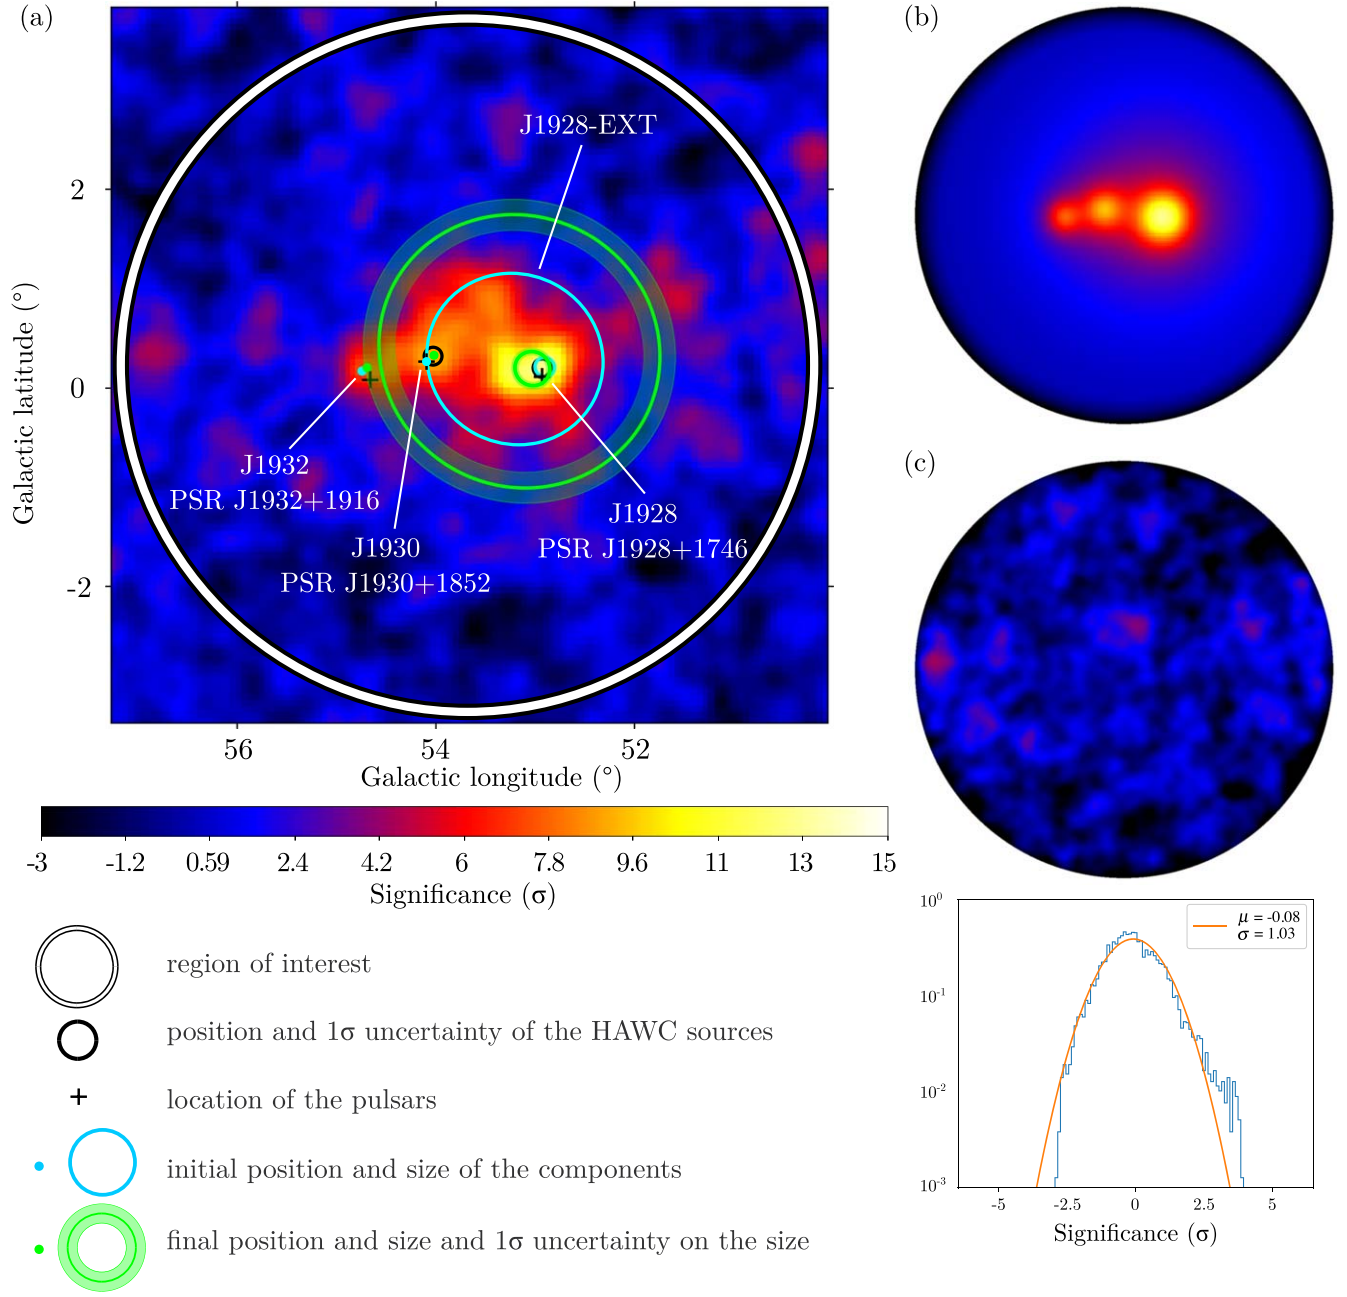 (a)
J1928-EXT
2
0
-2
Galactic latitude (°)
J1932
PSR J1932+1916
J1930
PSR J1930+1852
J1928
PSR J1928+1746
56
54
52
Galactic longitude (°)
-3
-1.2
0.59
2.4
4.2
6
7.8
9.6
11
13
15
Significance (σ)
region of interest
position and 1σ uncertainty of the HAWC sources
location of the pulsars
initial position and size of the components
final position and size and 1σ uncertainty on the size
(b)
(c)
10⁰
10⁻¹
10⁻²
10⁻³
μ = -0.08
σ = 1.03
-5
-2.5
0
2.5
5
Significance (σ)